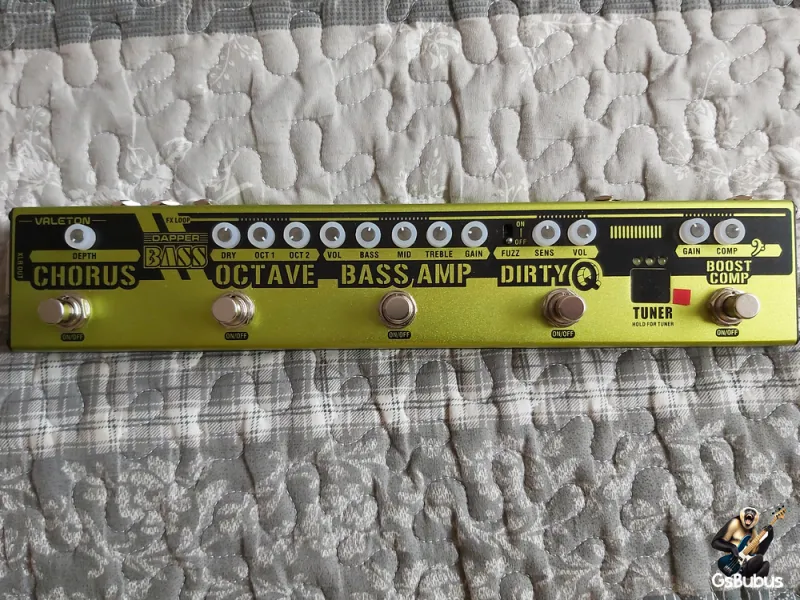 VALETON
FX LOOP
DAPPER
BASS
XLR OUT
DEPTH
DRY OCT 1 OCT 2 VOL BASS MID TREBLE GAIN
ON
OFF
FUZZ SENS VOL
GAIN COMP
CHORUS OCTAVE BASS AMP DIRTY Q
BOOST
COMP
TUNER
HOLD FOR TUNER
ON/OFF ON/OFF ON/OFF ON/OFF ON/OFF
GsBubus